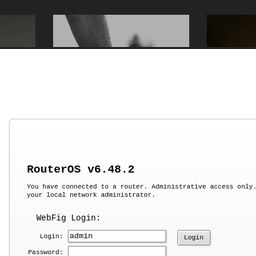 RouterOS v6.48.2
You have connected to a router. Administrative access only.
your local network administrator.
WebFig Login:
Login: admin Login
Password: